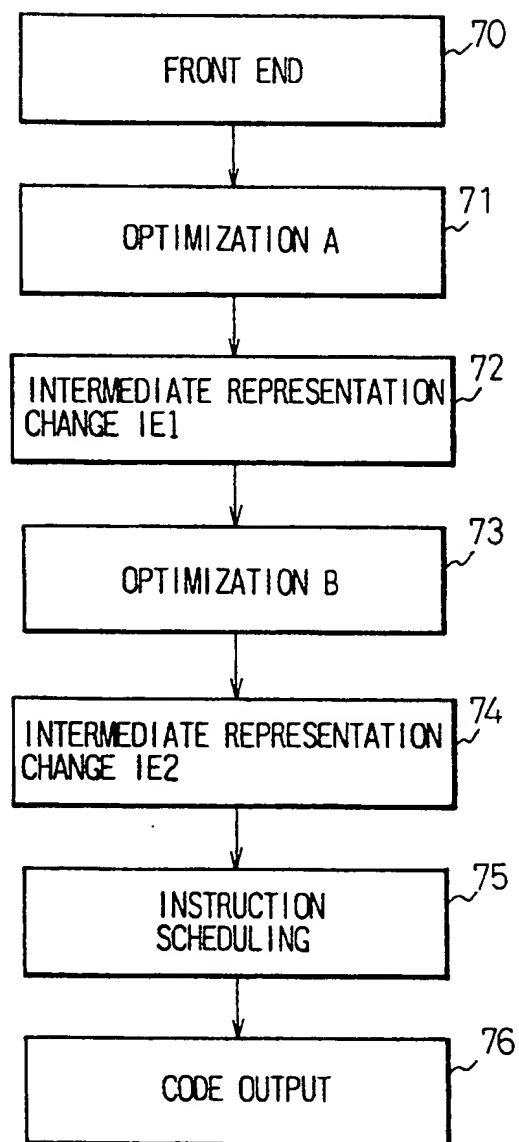 70
FRONT END
71
OPTIMIZATION A
72
INTERMEDIATE REPRESENTATION
CHANGE IE1
73
OPTIMIZATION B
74
INTERMEDIATE REPRESENTATION
CHANGE IE2
75
INSTRUCTION
SCHEDULING
76
CODE OUTPUT